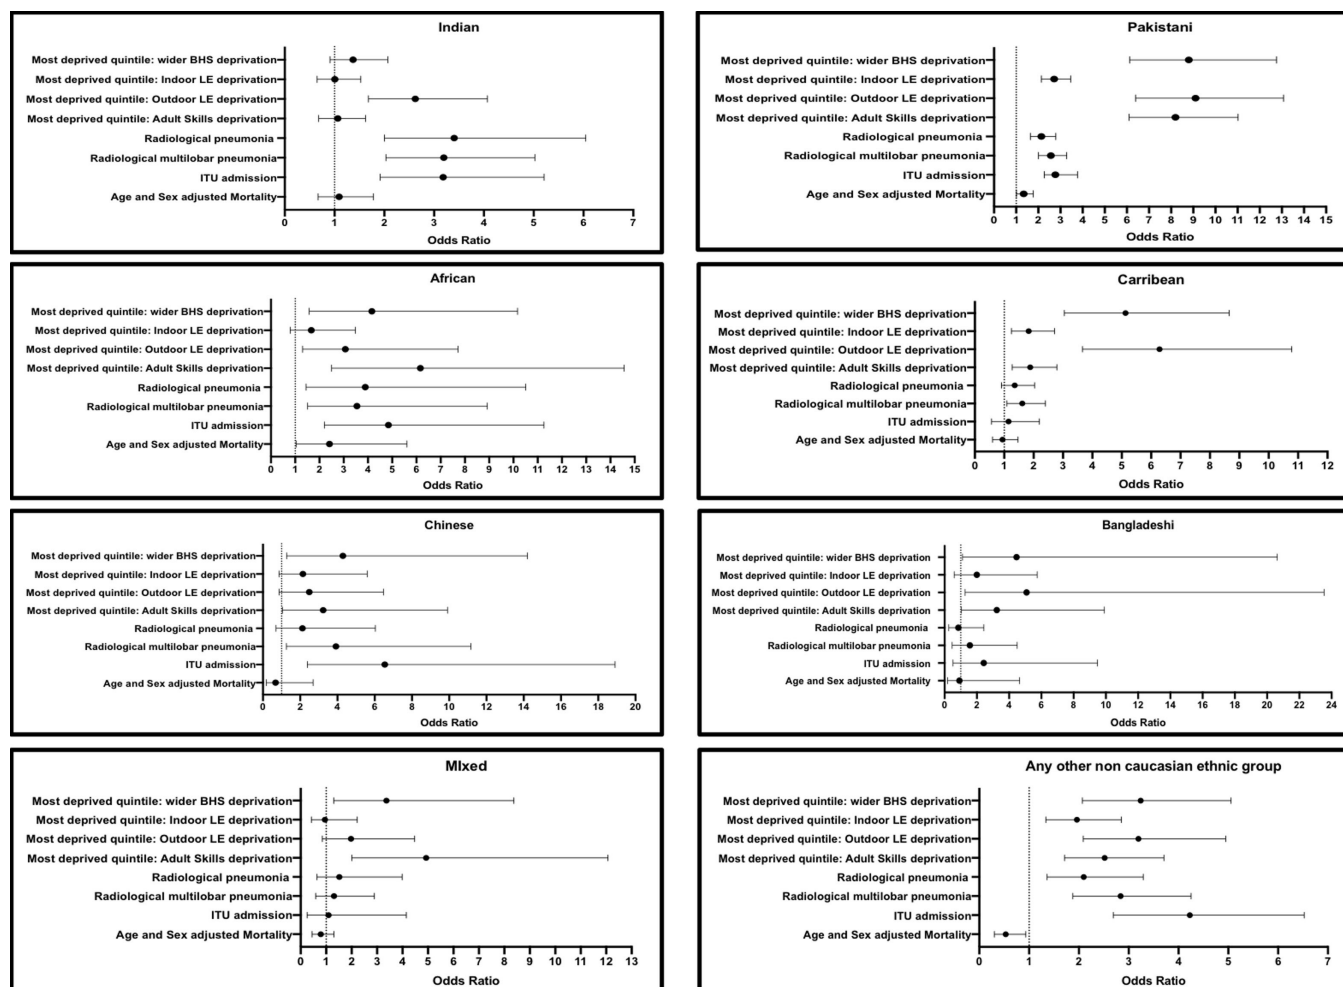 Indian
Most deprived quintile: wider BHS deprivation
Most deprived quintile: Indoor LE deprivation
Most deprived quintile: Outdoor LE deprivation
Most deprived quintile: Adult Skills deprivation
Radiological pneumonia
Radiological multilobar pneumonia
ITU admission
Age and Sex adjusted Mortality
0 1 2 3 4 5 6 7
Odds Ratio
Pakistani
Most deprived quintile: wider BHS deprivation
Most deprived quintile: Indoor LE deprivation
Most deprived quintile: Outdoor LE deprivation
Most deprived quintile: Adult Skills deprivation
Radiological pneumonia
Radiological multilobar pneumonia
ITU admission
Age and Sex adjusted Mortality
0 1 2 3 4 5 6 7 8 9 10 11 12 13 14 15
Odds Ratio
African
Most deprived quintile: wider BHS deprivation
Most deprived quintile: Indoor LE deprivation
Most deprived quintile: Outdoor LE deprivation
Most deprived quintile: Adult Skills deprivation
Radiological pneumonia
Radiological multilobar pneumonia
ITU admission
Age and Sex adjusted Mortality
0 1 2 3 4 5 6 7 8 9 10 11 12 13 14 15
Odds Ratio
Carribean
Most deprived quintile: wider BHS deprivation
Most deprived quintile: Indoor LE deprivation
Most deprived quintile: Outdoor LE deprivation
Most deprived quintile: Adult Skills deprivation
Radiological pneumonia
Radiological multilobar pneumonia
ITU admission
Age and Sex adjusted Mortality
0 1 2 3 4 5 6 7 8 9 10 11 12
Odds Ratio
Chinese
Most deprived quintile: wider BHS deprivation
Most deprived quintile: Indoor LE deprivation
Most deprived quintile: Outdoor LE deprivation
Most deprived quintile: Adult Skills deprivation
Radiological pneumonia
Radiological multilobar pneumonia
ITU admission
Age and Sex adjusted Mortality
0 2 4 6 8 10 12 14 16 18 20
Odds Ratio
Bangladeshi
Most deprived quintile: wider BHS deprivation
Most deprived quintile: Indoor LE deprivation
Most deprived quintile: Outdoor LE deprivation
Most deprived quintile: Adult Skills deprivation
Radiological pneumonia
Radiological multilobar pneumonia
ITU admission
Age and Sex adjusted Mortality
0 2 4 6 8 10 12 14 16 18 20 22 24
Odds Ratio
MIxed
Most deprived quintile: wider BHS deprivation
Most deprived quintile: Indoor LE deprivation
Most deprived quintile: Outdoor LE deprivation
Most deprived quintile: Adult Skills deprivation
Radiological pneumonia
Radiological multilobar pneumonia
ITU admission
Age and Sex adjusted Mortality
0 1 2 3 4 5 6 7 8 9 10 11 12 13
Odds Ratio
Any other non caucasian ethnic group
Most deprived quintile: wider BHS deprivation
Most deprived quintile: Indoor LE deprivation
Most deprived quintile: Outdoor LE deprivation
Most deprived quintile: Adult Skills deprivation
Radiological pneumonia
Radiological multilobar pneumonia
ITU admission
Age and Sex adjusted Mortality
0 1 2 3 4 5 6 7
Odds Ratio